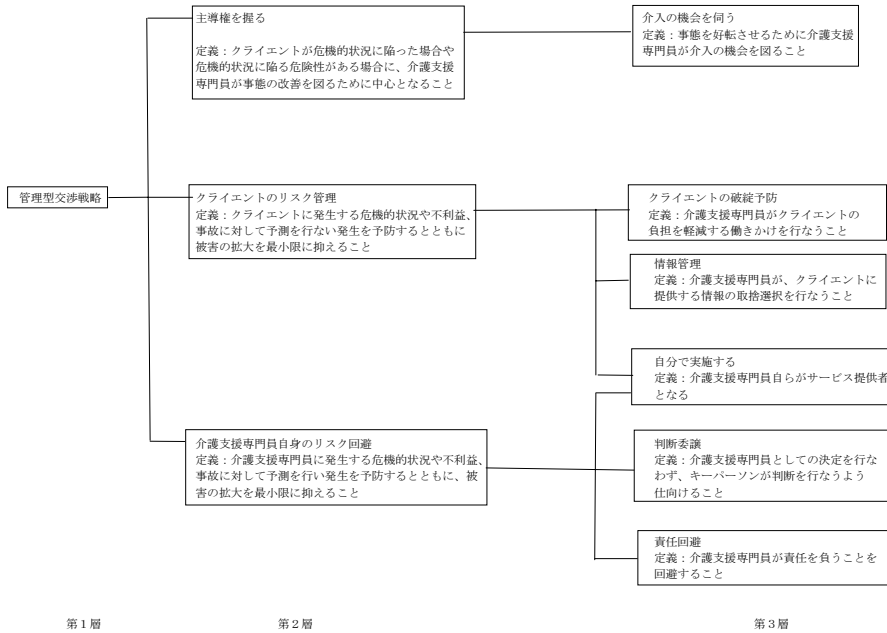 主導権を握る
定義：クライエントが危機的状況に陥った場合や
危機的状況に陥る危険性がある場合に、介護支援
専門員が事態の改善を図るために中心となること
介入の機会を伺う
定義：事態を好転させるために介護支援
専門員が介入の機会を図ること
管理型交渉戦略
クライエントのリスク管理
定義：クライエントに発生する危機的状況や不利益、
事故に対して予測を行ない発生を予防するとともに
被害の拡大を最小限に抑えること
クライエントの破綻予防
定義：介護支援専門員がクライエントの
負担を軽減する働きかけを行なうこと
情報管理
定義：介護支援専門員が、クライエントに
提供する情報の取捨選択を行なうこと
自分で実施する
定義：介護支援専門員自らがサービス提供者
となる
介護支援専門員自身のリスク回避
定義：介護支援専門員に発生する危機的状況や不利益、
事故に対して予測を行い発生を予防するとともに、被
害の拡大を最小限に抑えること
判断委譲
定義：介護支援専門員としての決定を行な
わず、キーパーソンが判断を行なうよう
仕向けること
責任回避
定義：介護支援専門員が責任を負うことを
回避すること
第１層
第２層
第３層